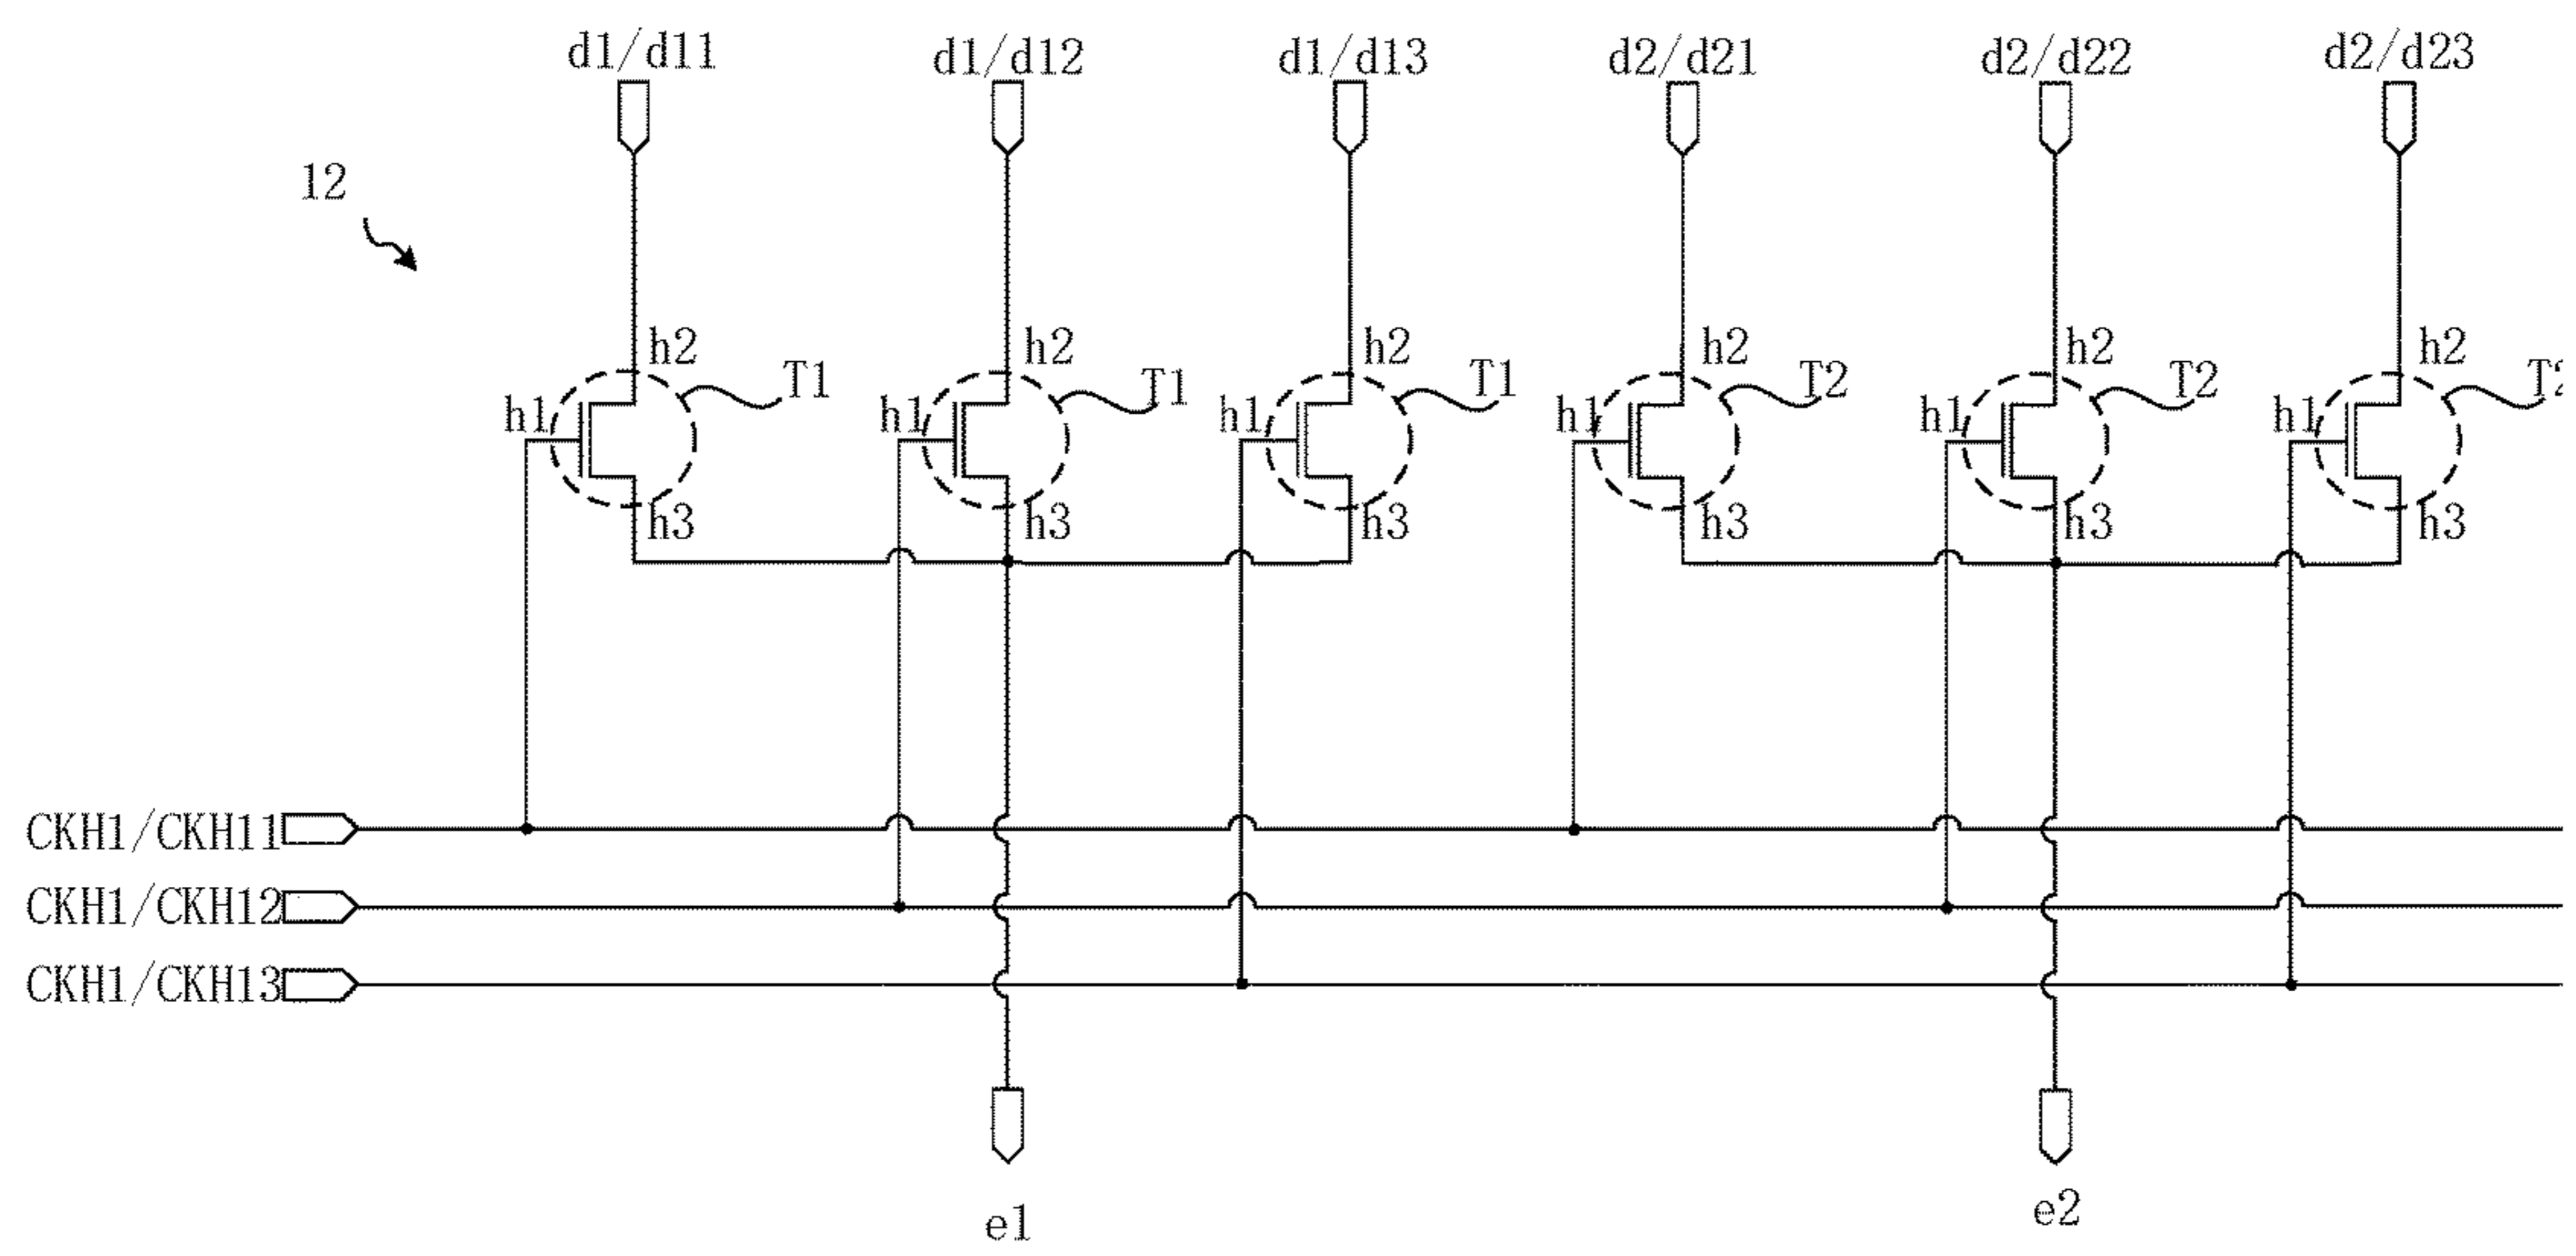 d1/d11 d1/d12 d1/d13 d2/d21 d2/d22 d2/d23
12
h2 h2 h2 h2 h2 h2
T1 T1 T1 T2 T2
h1 h1 h1 h1 h1 h1
h3 h3 h3 h3 h3 h3
CKH1/CKH11
CKH1/CKH12
CKH1/CKH13
e1 e2